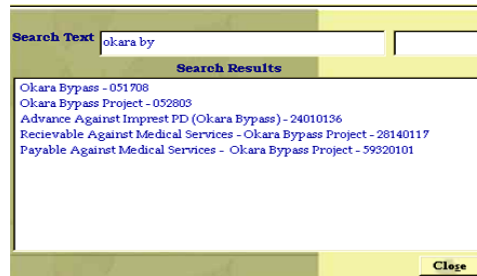 Search Text okara by
Search Results
Okara Bypass - 051708
Okara Bypass Project - 052803
Advance Against Imprest PD (Okara Bypass) - 24010136
Recievable Against Medical Services - Okara Bypass Project - 28140117
Payable Against Medical Services - Okara Bypass Project - 59320101
Close